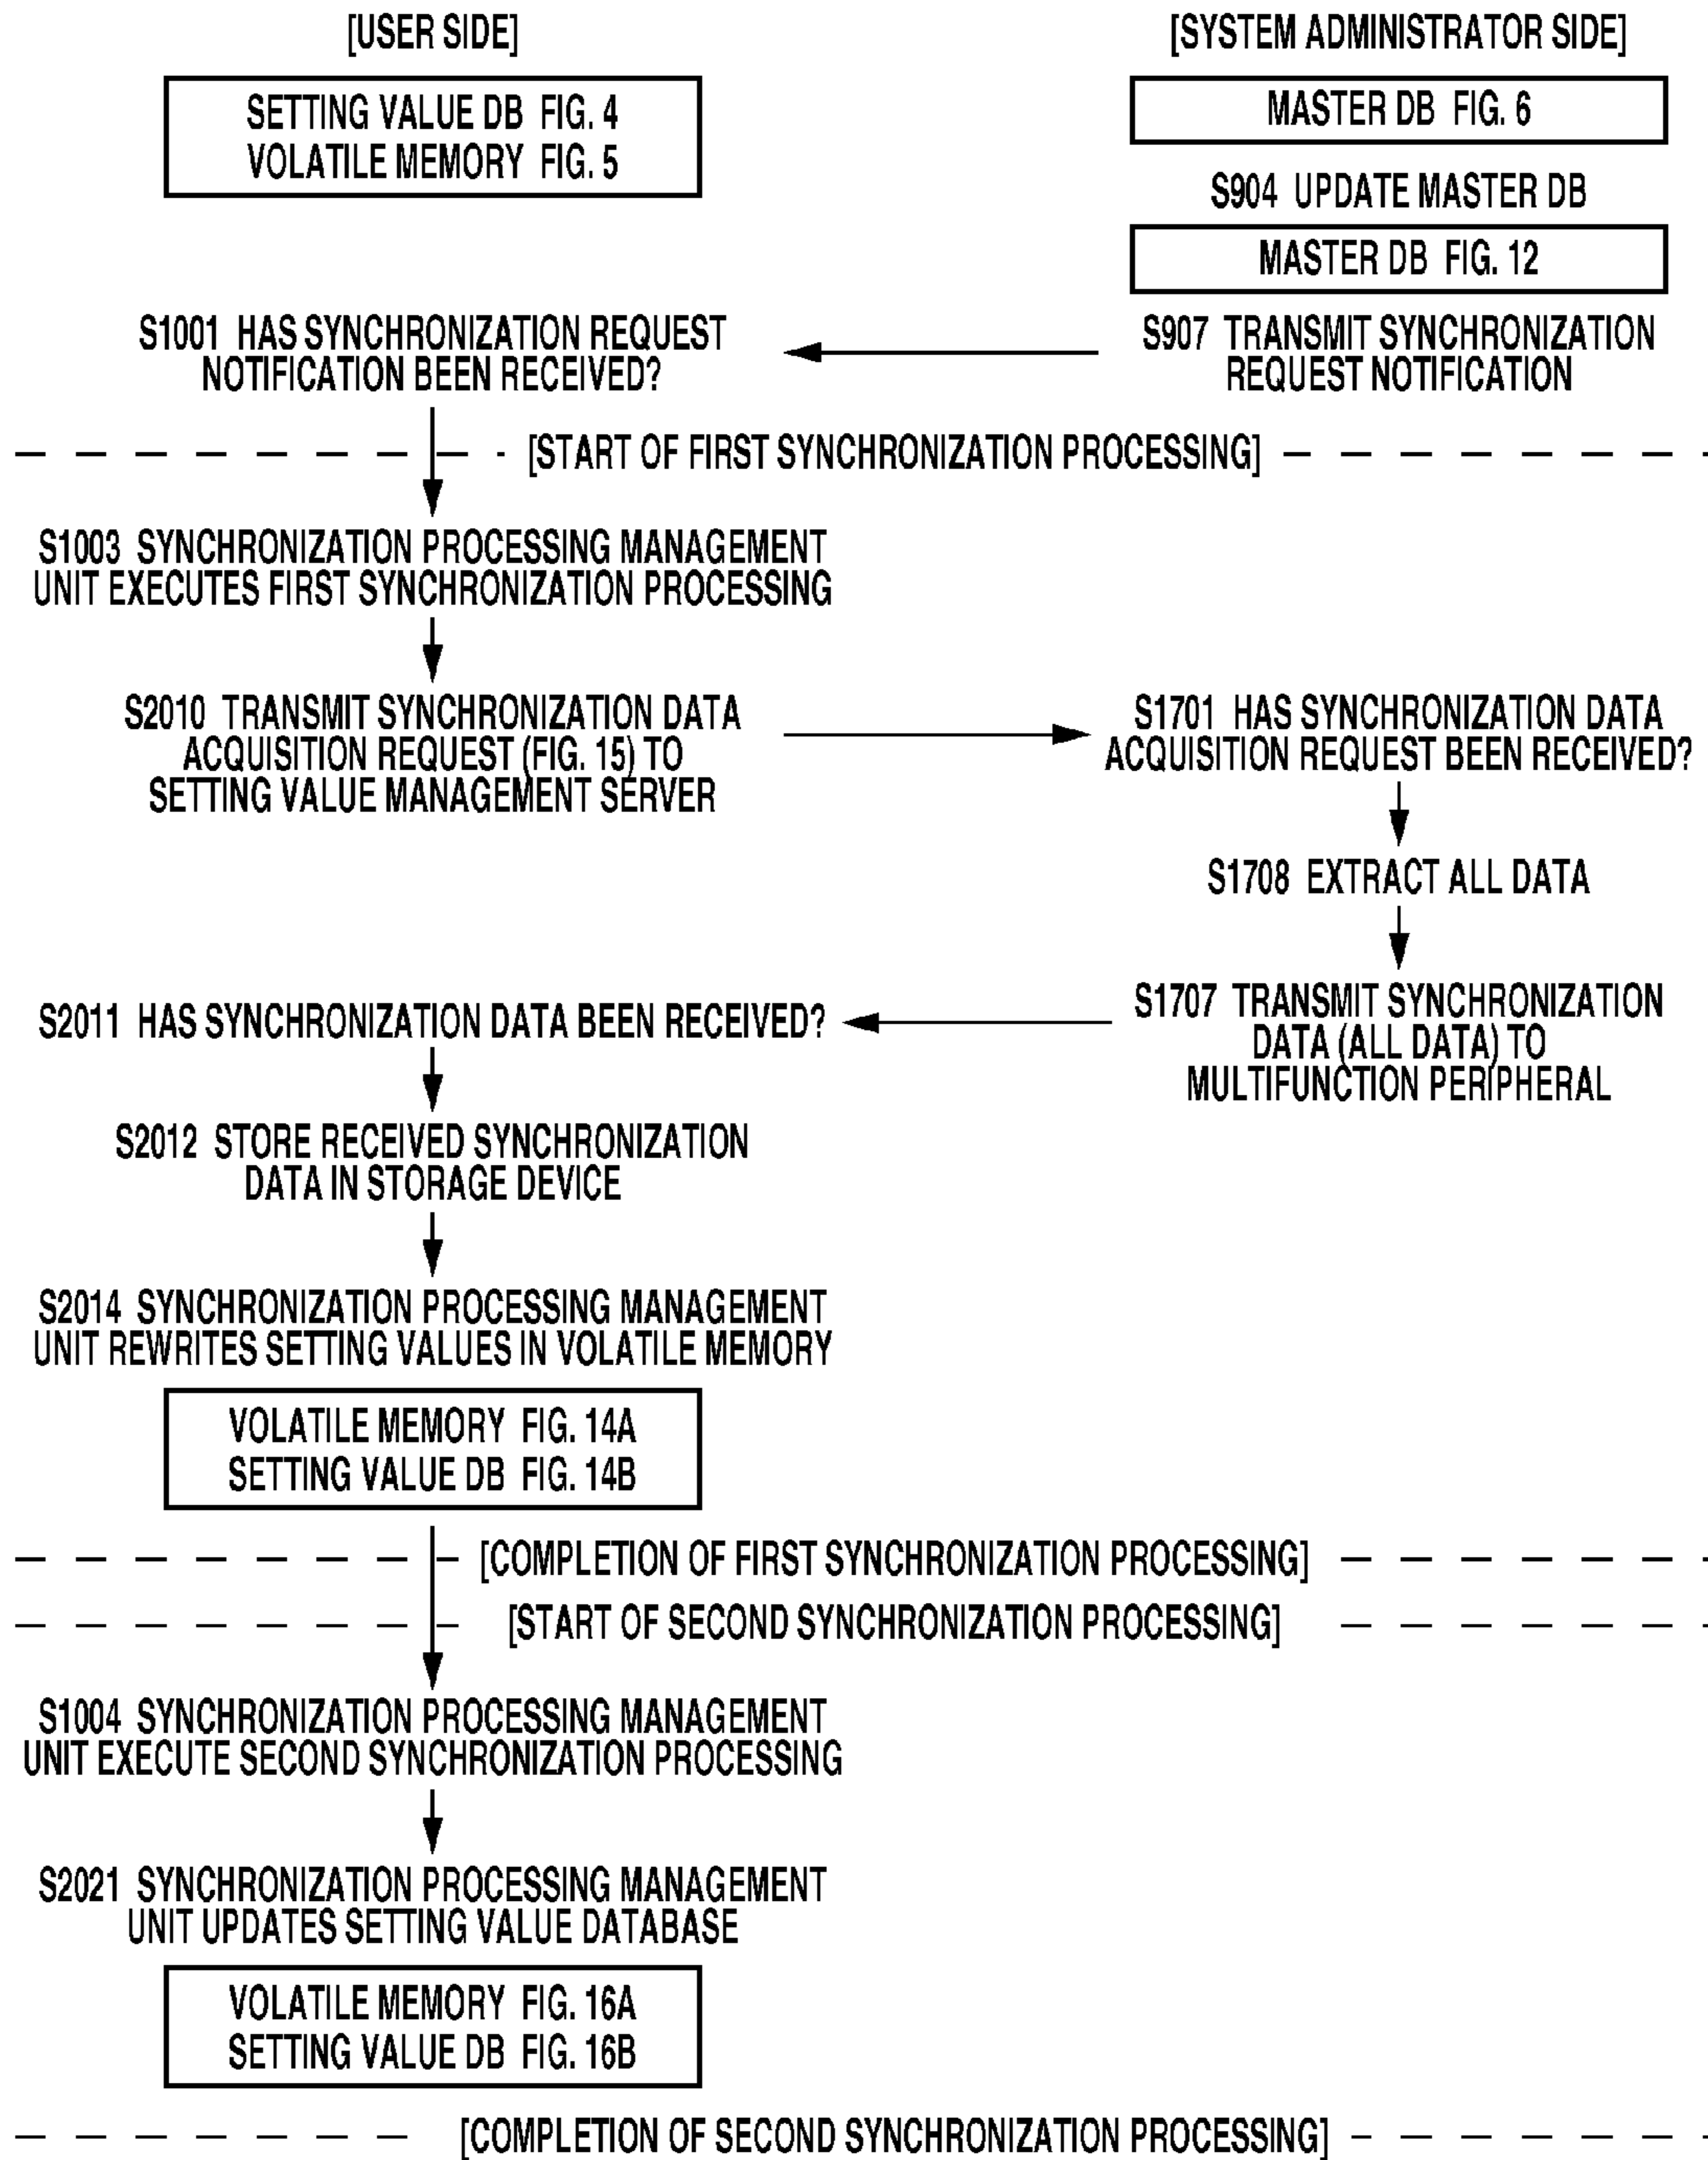 [USER SIDE]
[SYSTEM ADMINISTRATOR SIDE]
SETTING VALUE DB FIG. 4
VOLATILE MEMORY FIG. 5
MASTER DB FIG. 6
S904 UPDATE MASTER DB
MASTER DB FIG. 12
S1001 HAS SYNCHRONIZATION REQUEST
NOTIFICATION BEEN RECEIVED?
S907 TRANSMIT SYNCHRONIZATION
REQUEST NOTIFICATION
[START OF FIRST SYNCHRONIZATION PROCESSING]
S1003 SYNCHRONIZATION PROCESSING MANAGEMENT
UNIT EXECUTES FIRST SYNCHRONIZATION PROCESSING
S2010 TRANSMIT SYNCHRONIZATION DATA
ACQUISITION REQUEST (FIG. 15) TO
SETTING VALUE MANAGEMENT SERVER
S1701 HAS SYNCHRONIZATION DATA
ACQUISITION REQUEST BEEN RECEIVED?
S1708 EXTRACT ALL DATA
S1707 TRANSMIT SYNCHRONIZATION
DATA (ALL DATA) TO
MULTIFUNCTION PERIPHERAL
S2011 HAS SYNCHRONIZATION DATA BEEN RECEIVED?
S2012 STORE RECEIVED SYNCHRONIZATION
DATA IN STORAGE DEVICE
S2014 SYNCHRONIZATION PROCESSING MANAGEMENT
UNIT REWRITES SETTING VALUES IN VOLATILE MEMORY
VOLATILE MEMORY FIG. 14A
SETTING VALUE DB FIG. 14B
[COMPLETION OF FIRST SYNCHRONIZATION PROCESSING]
[START OF SECOND SYNCHRONIZATION PROCESSING]
S1004 SYNCHRONIZATION PROCESSING MANAGEMENT
UNIT EXECUTE SECOND SYNCHRONIZATION PROCESSING
S2021 SYNCHRONIZATION PROCESSING MANAGEMENT
UNIT UPDATES SETTING VALUE DATABASE
VOLATILE MEMORY FIG. 16A
SETTING VALUE DB FIG. 16B
[COMPLETION OF SECOND SYNCHRONIZATION PROCESSING]